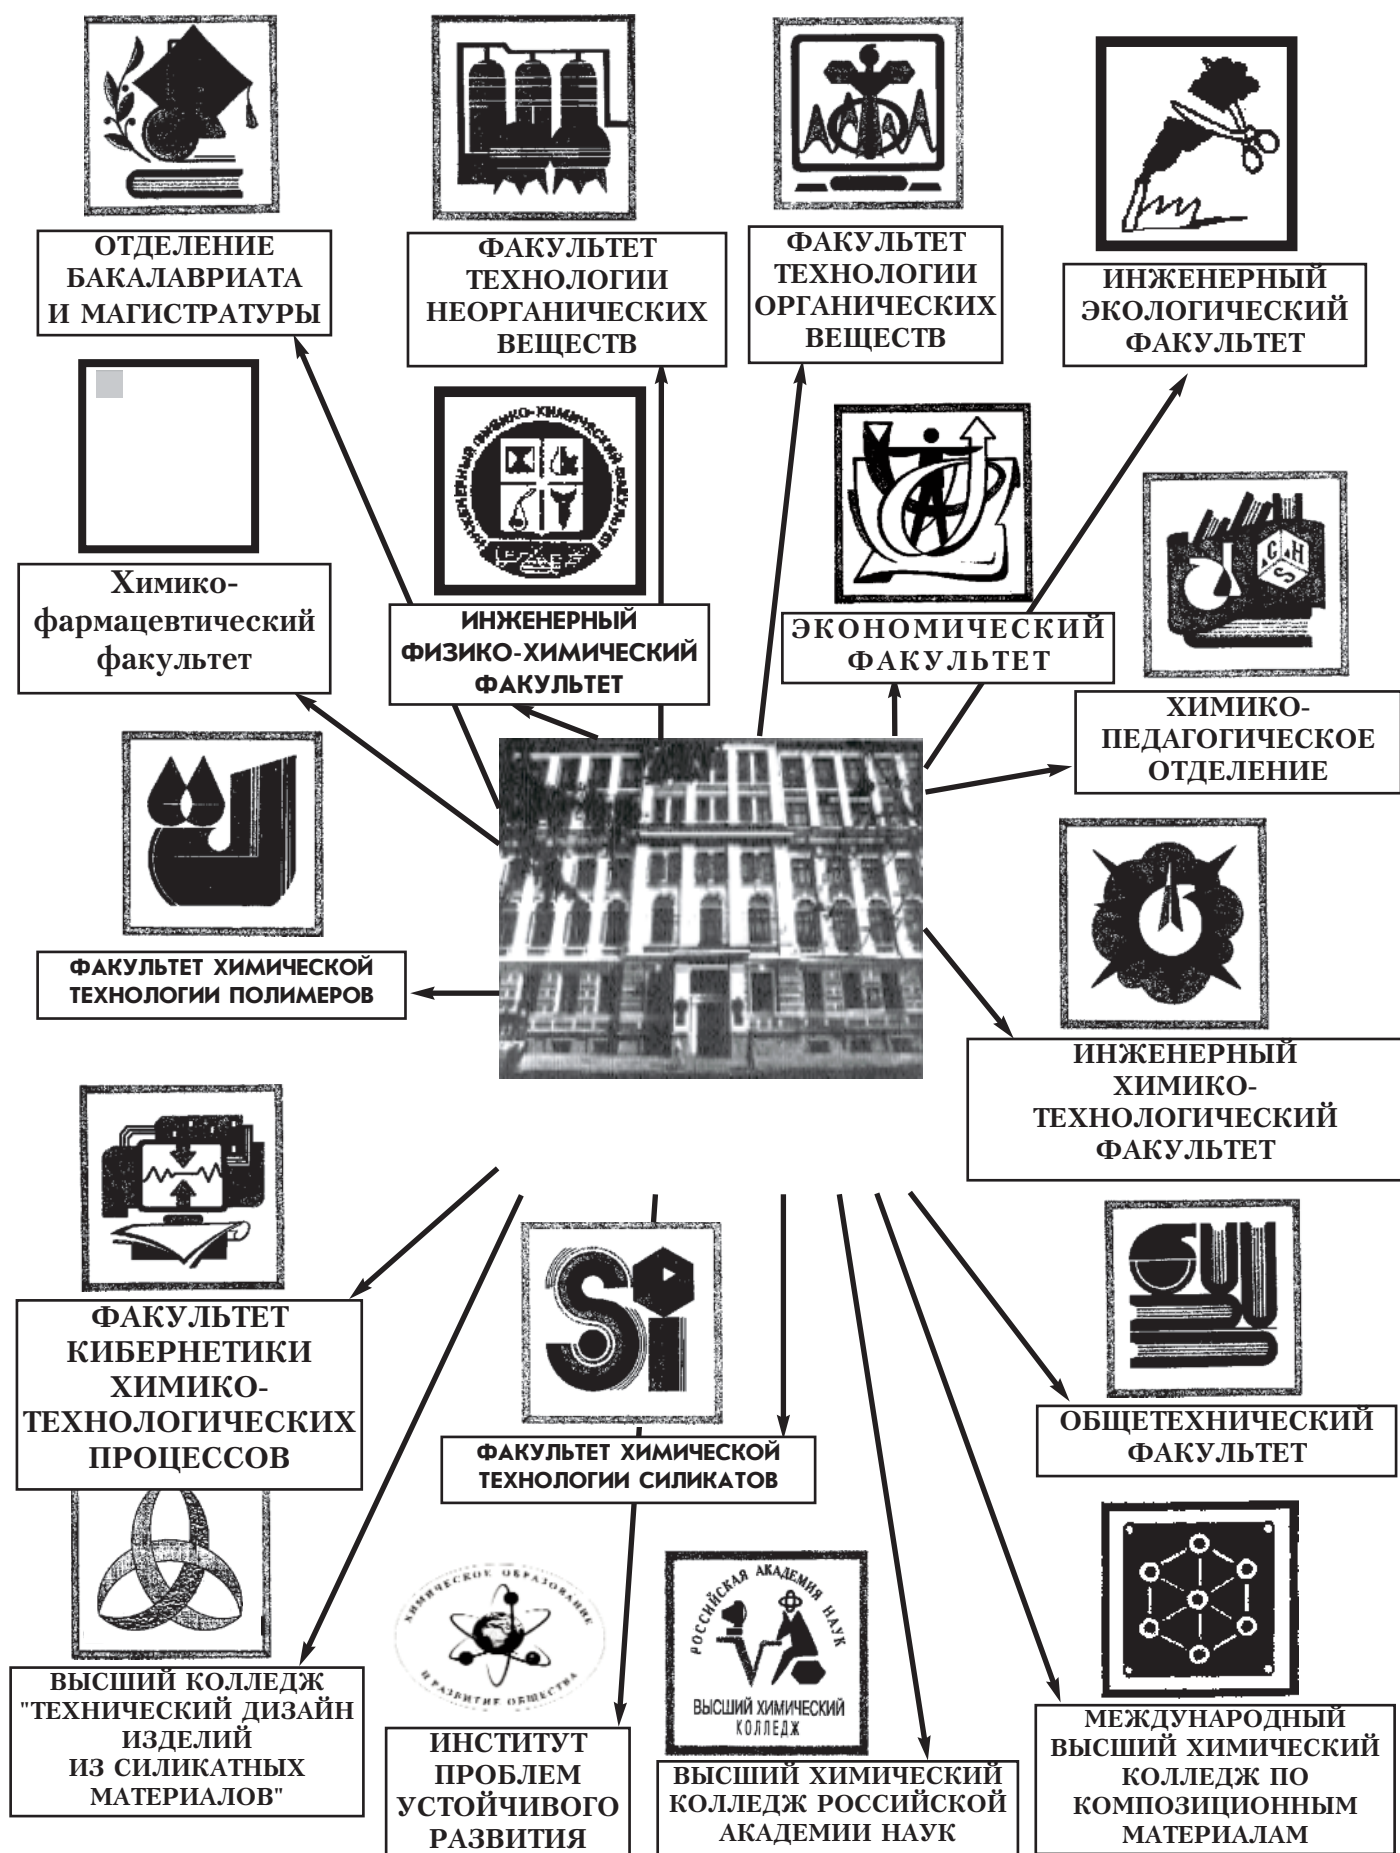 ОТДЕЛЕНИЕ
БАКАЛАВРИАТА
И МАГИСТРАТУРЫ
ФАКУЛЬТЕТ
ТЕХНОЛОГИИ
НЕОРГАНИЧЕСКИХ
ВЕЩЕСТВ
ФАКУЛЬТЕТ
ТЕХНОЛОГИИ
ОРГАНИЧЕСКИХ
ВЕЩЕСТВ
ИНЖЕНЕРНЫЙ
ЭКОЛОГИЧЕСКИЙ
ФАКУЛЬТЕТ
Химико-
фармацевтический
факультет
ИНЖЕНЕРНЫЙ ФИЗИКО-ХИМИЧЕСКИЙ ФАКУЛЬТЕТ
ИНЖЕНЕРНЫЙ
ФИЗИКО-ХИМИЧЕСКИЙ
ФАКУЛЬТЕТ
ЭКОНОМИЧЕСКИЙ
ФАКУЛЬТЕТ
C H
S
ХИМИКО-
ПЕДАГОГИЧЕСКОЕ
ОТДЕЛЕНИЕ
ФАКУЛЬТЕТ ХИМИЧЕСКОЙ
ТЕХНОЛОГИИ ПОЛИМЕРОВ
ИНЖЕНЕРНЫЙ
ХИМИКО-
ТЕХНОЛОГИЧЕСКИЙ
ФАКУЛЬТЕТ
ФАКУЛЬТЕТ
КИБЕРНЕТИКИ
ХИМИКО-
ТЕХНОЛОГИЧЕСКИХ
ПРОЦЕССОВ
Si
ФАКУЛЬТЕТ ХИМИЧЕСКОЙ
ТЕХНОЛОГИИ СИЛИКАТОВ
ОБЩЕТЕХНИЧЕСКИЙ
ФАКУЛЬТЕТ
ВЫСШИЙ КОЛЛЕДЖ
"ТЕХНИЧЕСКИЙ ДИЗАЙН
ИЗДЕЛИЙ
ИЗ СИЛИКАТНЫХ
МАТЕРИАЛОВ"
ХИМИЧЕСКОЕ ОБРАЗОВАНИЕ
И РАЗВИТИЕ ОБЩЕСТВА
ИНСТИТУТ
ПРОБЛЕМ
УСТОЙЧИВОГО
РАЗВИТИЯ
РОССИЙСКАЯ АКАДЕМИЯ НАУК
ВЫСШИЙ ХИМИЧЕСКИЙ
КОЛЛЕДЖ
ВЫСШИЙ ХИМИЧЕСКИЙ
КОЛЛЕДЖ РОССИЙСКОЙ
АКАДЕМИИ НАУК
МЕЖДУНАРОДНЫЙ
ВЫСШИЙ ХИМИЧЕСКИЙ
КОЛЛЕДЖ ПО
КОМПОЗИЦИОННЫМ
МАТЕРИАЛАМ